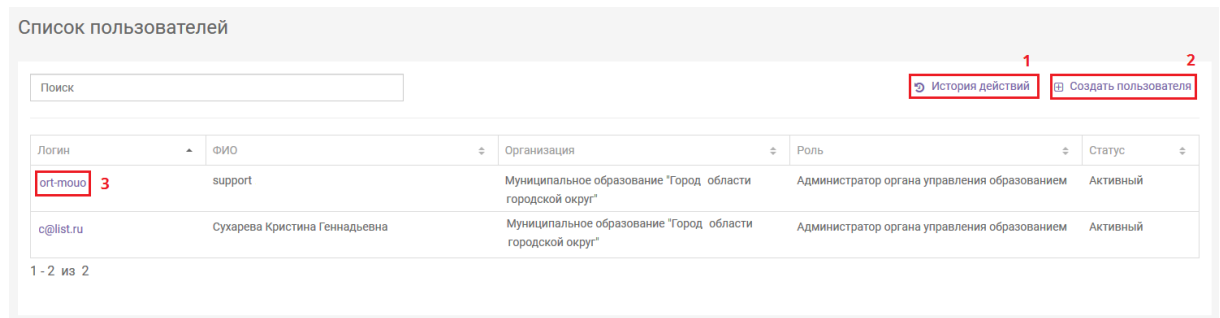 Список пользователей
1
2
Поиск
История действий
Создать пользователя
Логин ФИО Организация Роль Статус
ort-mouo 3 support Муниципальное образование "Город области Администратор органа управления образованием Активный
городской округ"
c@list.ru Сухарева Кристина Геннадьевна Муниципальное образование "Город области Администратор органа управления образованием Активный
городской округ"
1 - 2 из 2